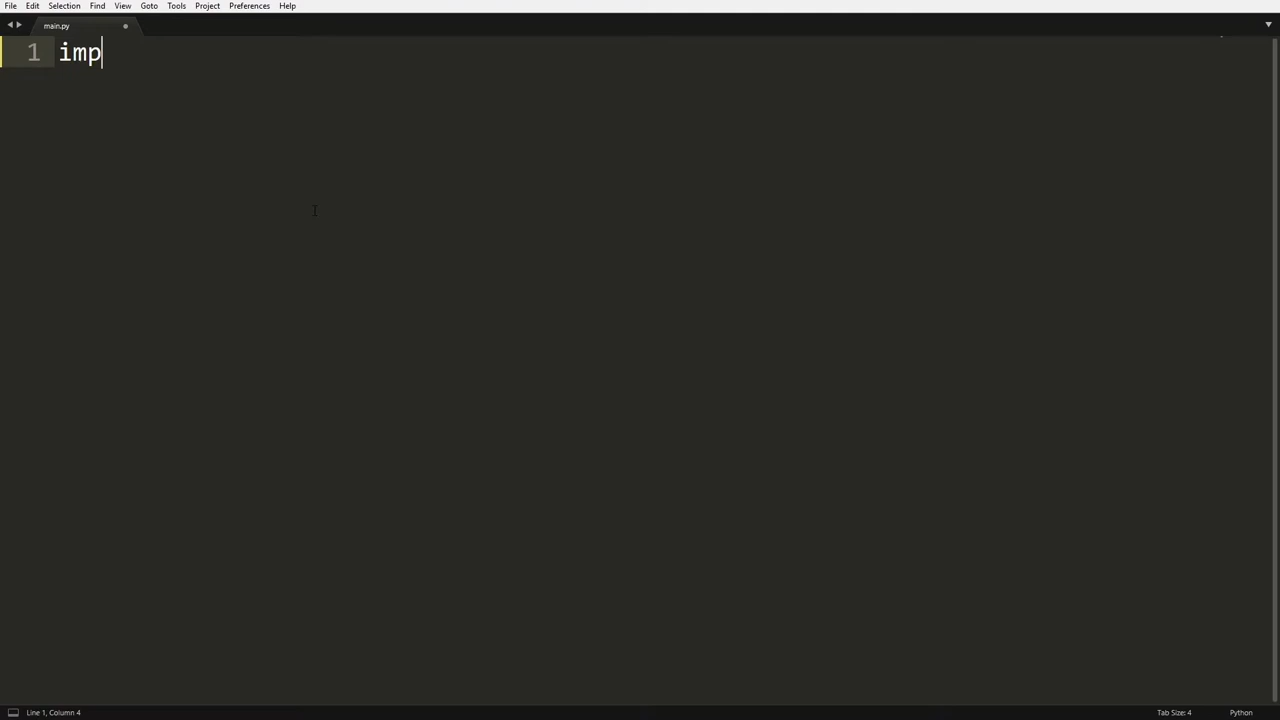 File Edit Selection Find View Goto Tools Project Preferences Help
main.py
1 imp
Line 1, Column 4 Tab Size: 4 Python